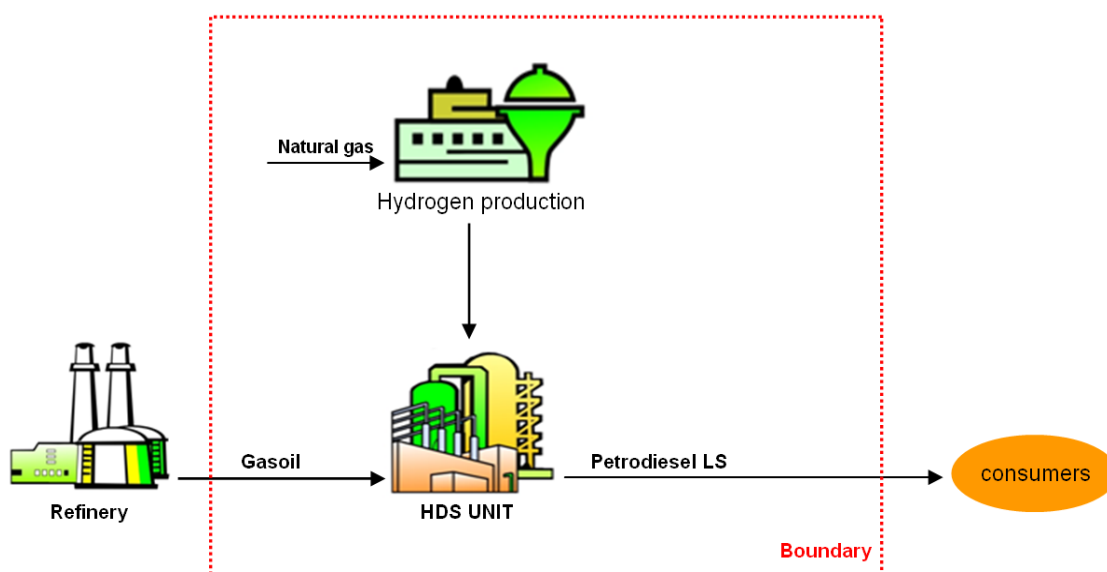 Natural gas
Hydrogen production
Gasoil
Petrodiesel LS
consumers
Refinery
HDS UNIT
Boundary